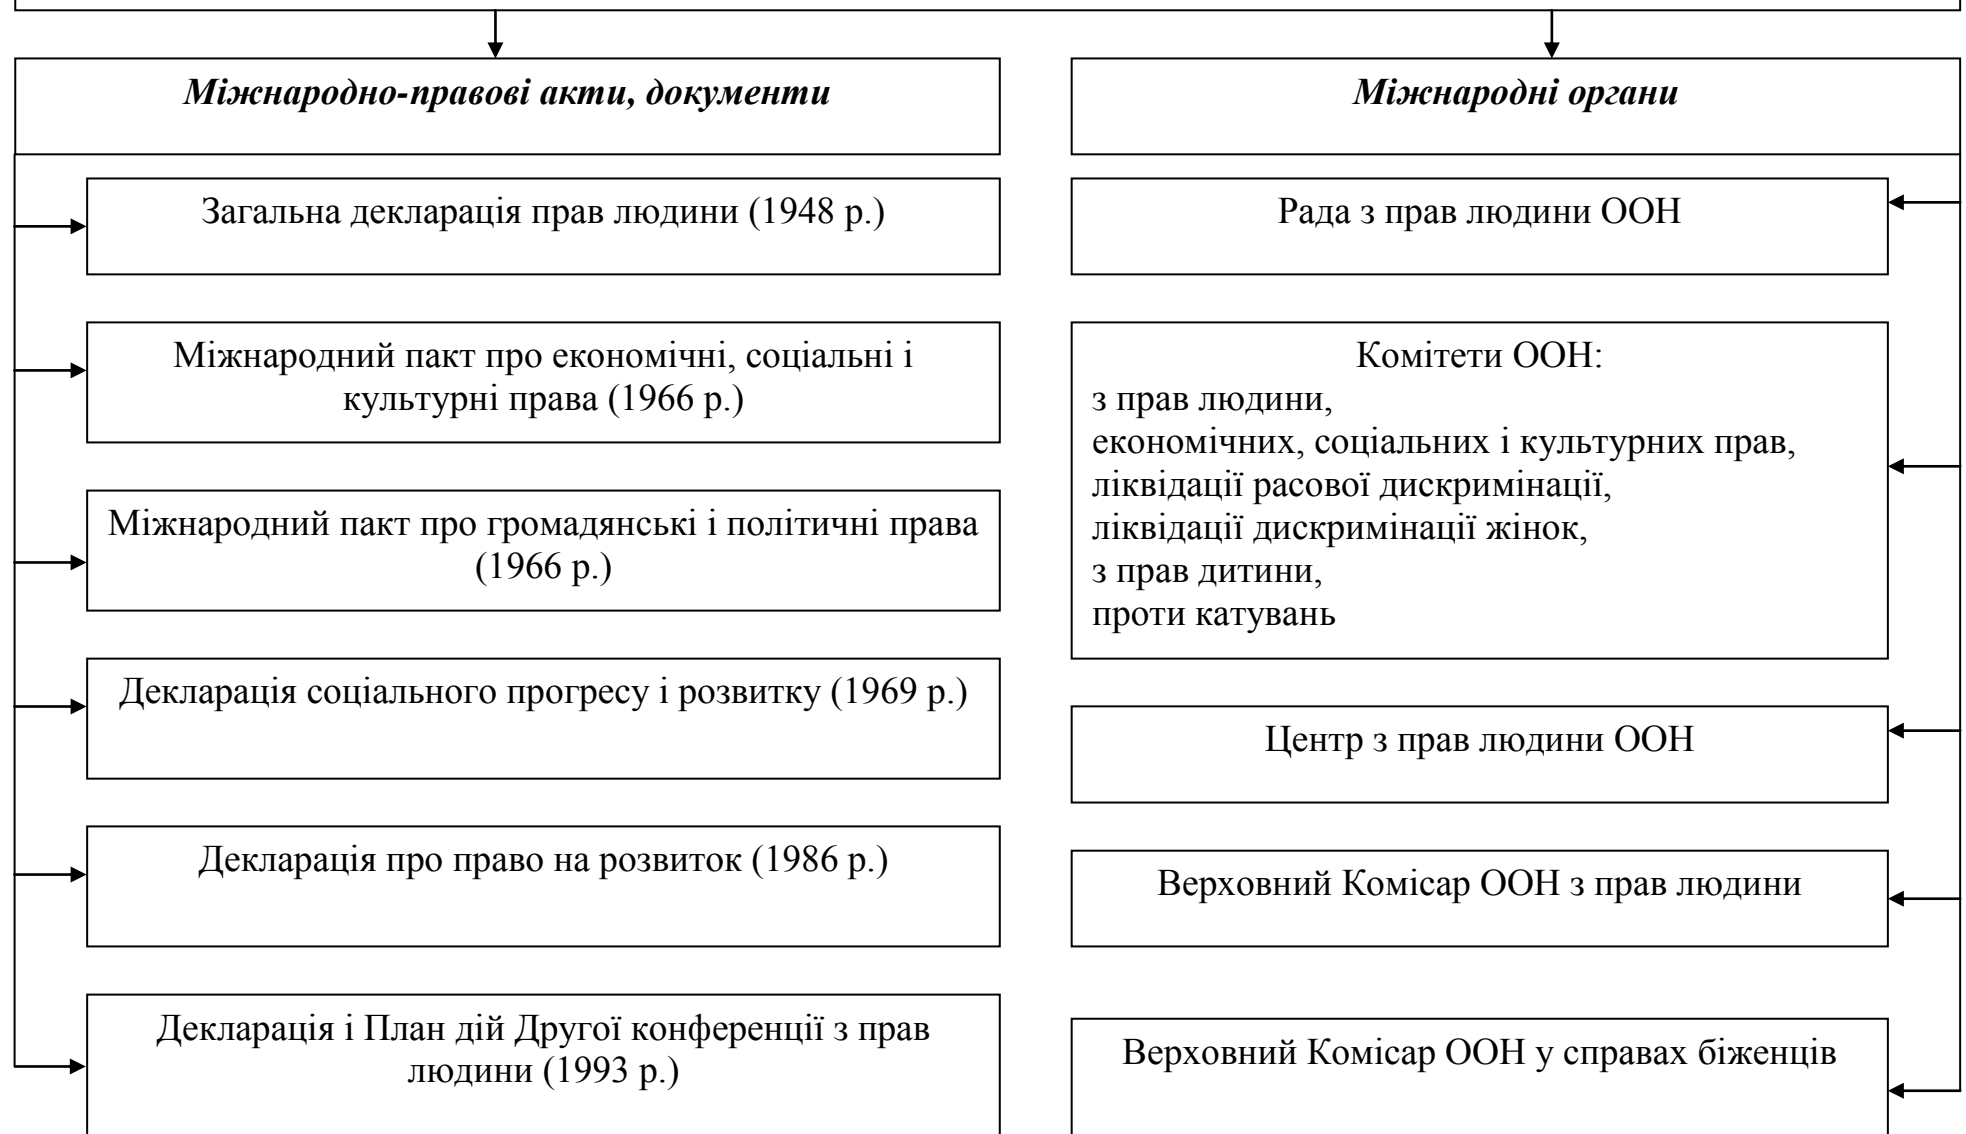 Міжнародно-правові акти, документи
Загальна декларація прав людини (1948 р.)
Міжнародний пакт про економічні, соціальні і
культурні права (1966 р.)
Міжнародний пакт про громадянські і політичні права
(1966 р.)
Декларація соціального прогресу і розвитку (1969 р.)
Декларація про право на розвиток (1986 р.)
Декларація і План дій Другої конференції з прав
людини (1993 р.)
Міжнародні органи
Рада з прав людини ООН
Комітети ООН:
з прав людини,
економічних, соціальних і культурних прав,
ліквідації расової дискримінації,
ліквідації дискримінації жінок,
з прав дитини,
проти катувань
Центр з прав людини ООН
Верховний Комісар ООН з прав людини
Верховний Комісар ООН у справах біженців